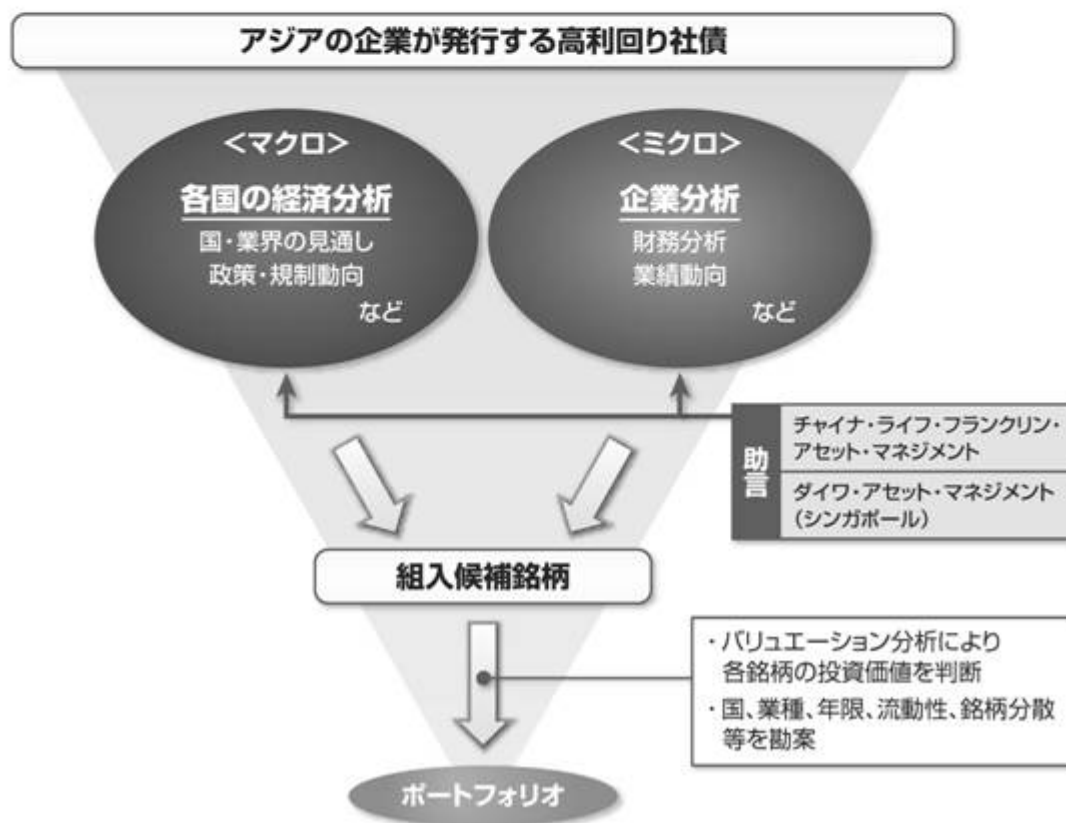 アジアの企業が発行する高利回り社債
＜マクロ＞
各国の経済分析
国・業界の見通し
政策・規制動向
など
＜ミクロ＞
企業分析
財務分析
業績動向
など
助言
チャイナ・ライフ・フランクリン・
アセット・マネジメント
ダイワ・アセット・マネジメント
（シンガポール）
組入候補銘柄
・バリュエーション分析により
各銘柄の投資価値を判断
・国、業種、年限、流動性、銘柄分散
等を勘案
ポートフォリオ